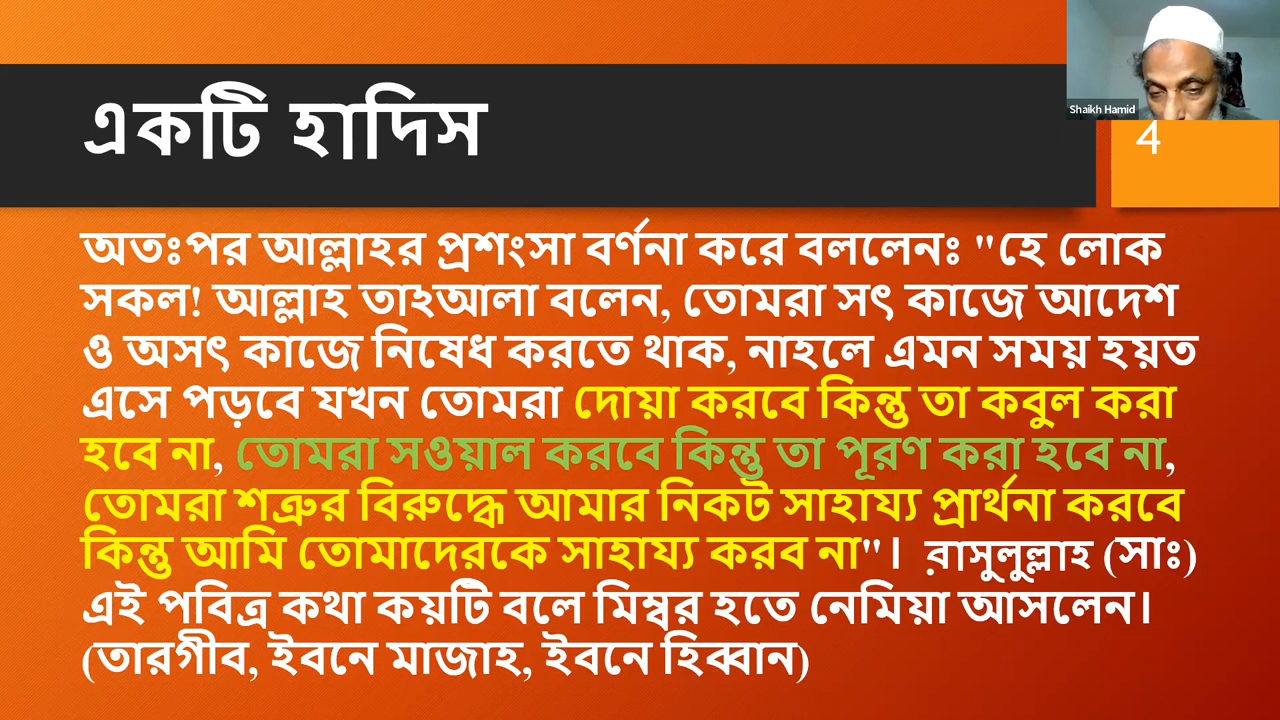 Shaikh Hamid
একটি হাদিস
4
অতঃপর আল্লাহর প্রশংসা বর্ণনা করে বললেনঃ "হে লোক
সকল! আল্লাহ তাঽআলা বলেন, তোমরা সৎ কাজে আদেশ
ও অসৎ কাজে নিষেধ করতে থাক, নাহলে এমন সময় হয়ত
এসে পড়বে যখন তোমরা দোয়া করবে কিন্তু তা কবুল করা
হবে না, তোমরা সওয়াল করবে কিন্তু তা পূরণ করা হবে না,
তোমরা শত্রুর বিরুদ্ধে আমার নিকট সাহায্য প্রার্থনা করবে
কিন্তু আমি তোমাদেরকে সাহায্য করব না"। রাসুলুল্লাহ (সাঃ)
এই পবিত্র কথা কয়টি বলে মিম্বর হতে নেমিয়া আসলেন।
(তারগীব, ইবনে মাজাহ, ইবনে হিব্বান)